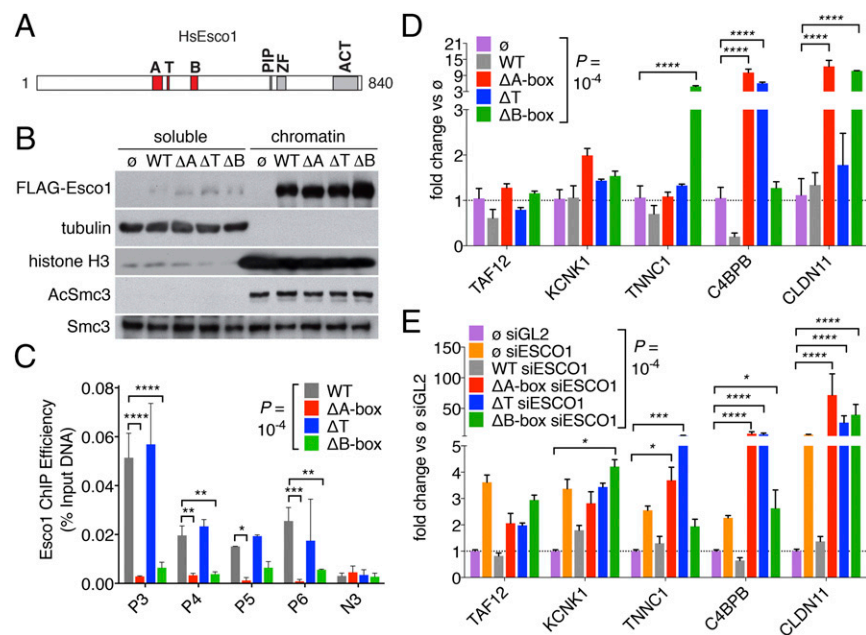 A
HsEsco1
A T B PIP ZF ACT
1 840
B
soluble chromatin
ø WT ΔA ΔT ΔB ø WT ΔA ΔT ΔB
FLAG-Esco1
tubulin
histone H3
AcSmc3
Smc3
C
Esco1 ChIP Efficiency
(% Input DNA)
0.08
0.06
0.04
0.02
0.00
WT
ΔA-box
ΔT
ΔB-box
P =
10-4
****
****
**
**
*
***
**
P3 P4 P5 P6 N3
D
fold change vs ø
21
15
9
3
2
1
0
ø
WT
ΔA-box
ΔT
ΔB-box
P =
10-4
****
****
****
****
****
TAF12 KCNK1 TNNC1 C4BPB CLDN11
E
fold change vs ø siGL2
150
100
50
5
4
3
2
1
0
ø siGL2
ø siESCO1
WT siESCO1
ΔA-box siESCO1
ΔT siESCO1
ΔB-box siESCO1
P =
10-4
*
***
*
*
****
****
****
****
****
TAF12 KCNK1 TNNC1 C4BPB CLDN11